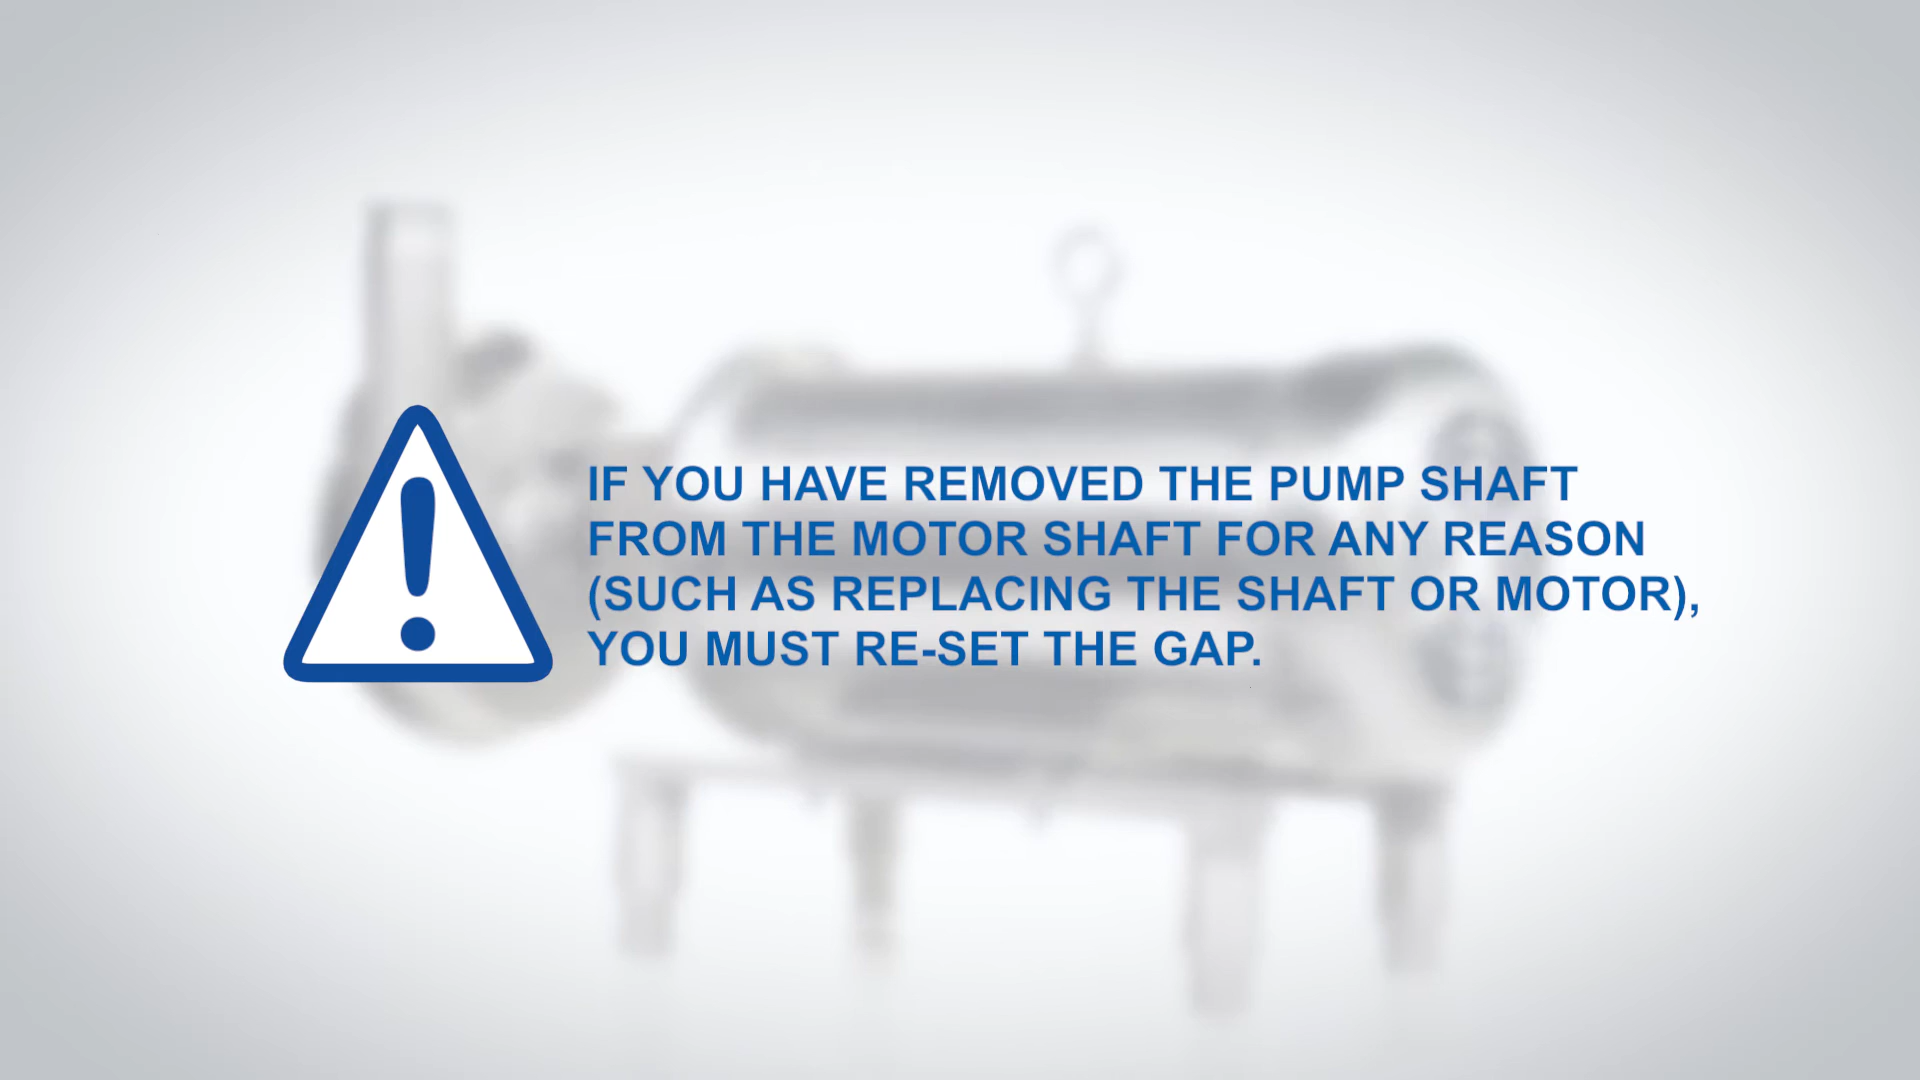 IF YOU HAVE REMOVED THE PUMP SHAFT
FROM THE MOTOR SHAFT FOR ANY REASON
(SUCH AS REPLACING THE SHAFT OR MOTOR),
YOU MUST RE-SET THE GAP.